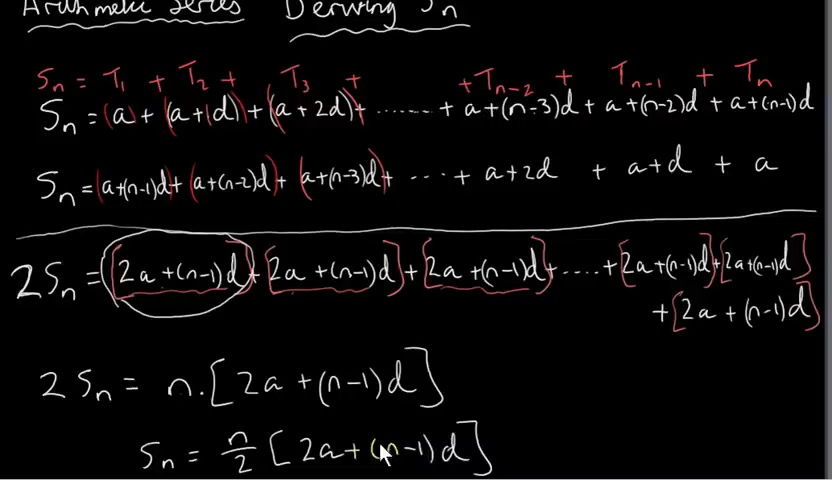 Arithmetic Series Deriving Sn
Sn = T1 + T2 + T3 + + Tn-2 + Tn-1 + Tn
Sn = (a) + (a+1d) + (a+2d) + ....... + a+(n-3)d + a+(n-2)d + a+(n-1)d
Sn = (a+(n-1)d) + (a+(n-2)d) + (a+(n-3)d) + ... + a+2d + a+d + a
2Sn = [2a+(n-1)d] + [2a+(n-1)d] + [2a+(n-1)d] + .... + [2a+(n-1)d] + [2a+(n-1)d]
+ [2a+(n-1)d]
2Sn = n.[2a+(n-1)d]
Sn = n/2 [2a+(n-1)d]